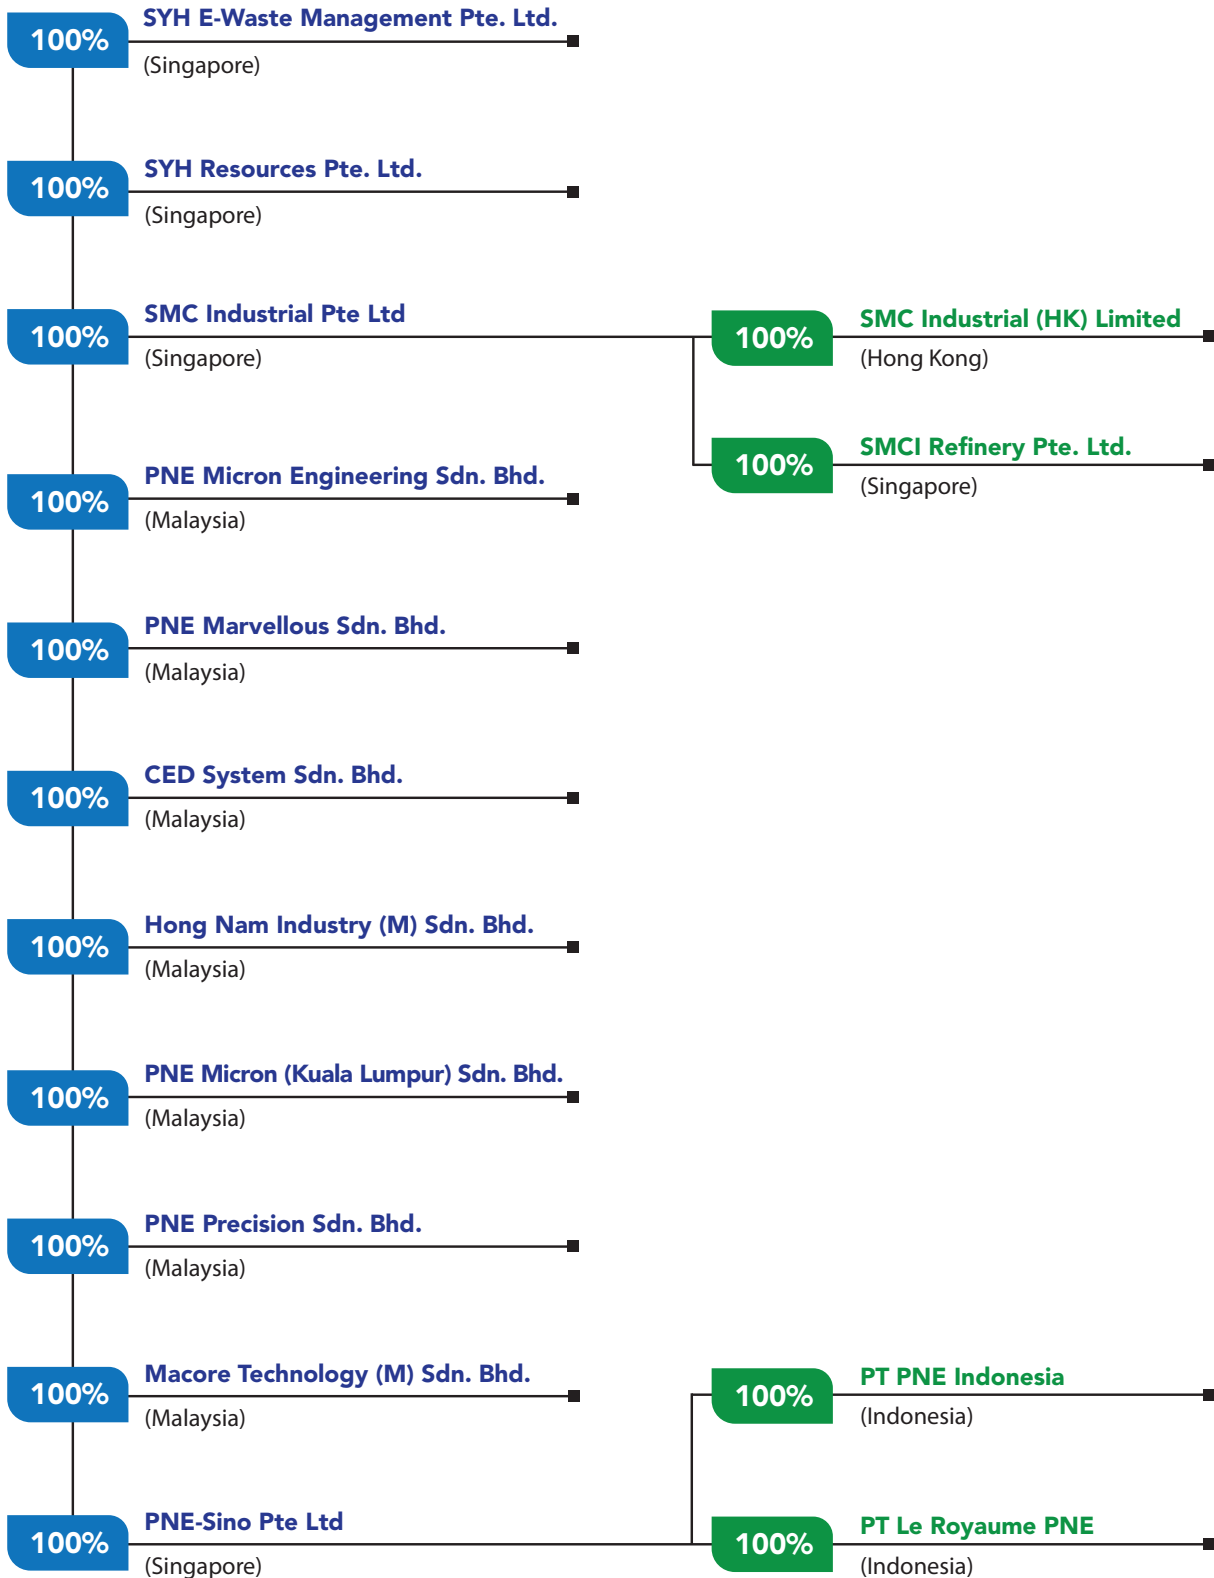 100%
SYH E-Waste Management Pte. Ltd.
(Singapore)
100%
SYH Resources Pte. Ltd.
(Singapore)
100%
SMC Industrial Pte Ltd
(Singapore)
100%
SMC Industrial (HK) Limited
(Hong Kong)
100%
SMCI Refinery Pte. Ltd.
(Singapore)
100%
PNE Micron Engineering Sdn. Bhd.
(Malaysia)
100%
PNE Marvellous Sdn. Bhd.
(Malaysia)
100%
CED System Sdn. Bhd.
(Malaysia)
100%
Hong Nam Industry (M) Sdn. Bhd.
(Malaysia)
100%
PNE Micron (Kuala Lumpur) Sdn. Bhd.
(Malaysia)
100%
PNE Precision Sdn. Bhd.
(Malaysia)
100%
Macore Technology (M) Sdn. Bhd.
(Malaysia)
100%
PNE-Sino Pte Ltd
(Singapore)
100%
PT PNE Indonesia
(Indonesia)
100%
PT Le Royaume PNE
(Indonesia)